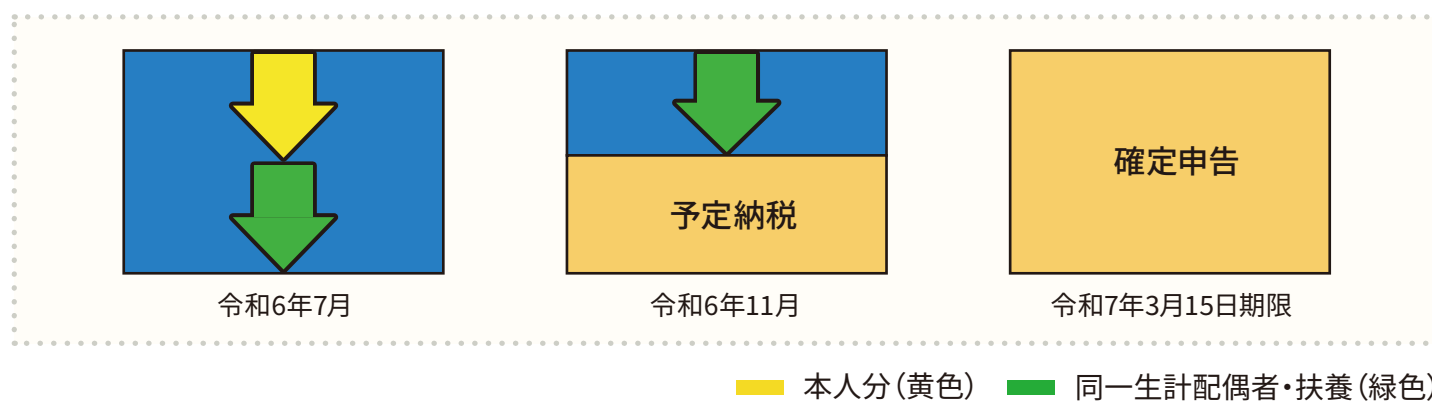 確定申告
予定納税
令和6年7月
令和6年11月
令和7年3月15日期限
本人分（黄色）
同一生計配偶者・扶養（緑色）